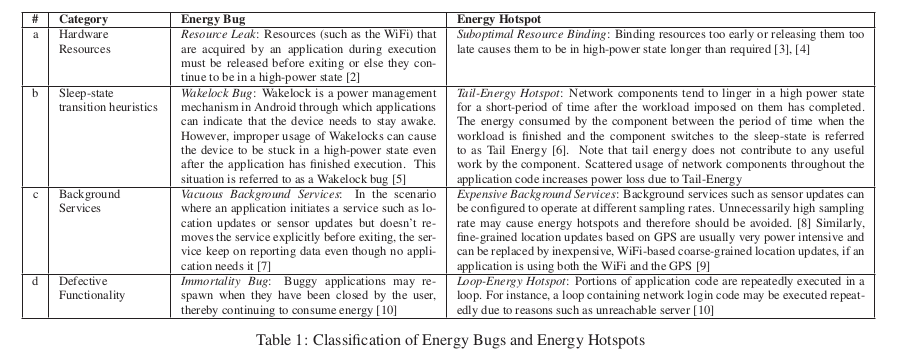 # Category Energy Bug Energy Hotspot
a Hardware Resources
Resource Leak: Resources (such as the WiFi) that
are acquired by an application during execution
must be released before exiting or else they con-
tinue to be in a high-power state [2]
Suboptimal Resource Binding: Binding resources too early or releasing them too
late causes them to be in high-power state longer than required [3], [4]
b Sleep-state
transition heuristics
Wakelock Bug: Wakelock is a power management
mechanism in Android through which applications
can indicate that the device needs to stay awake.
However, improper usage of Wakelocks can cause
the device to be stuck in a high-power state even
after the application has finished execution. This
situation is referred to as a Wakelock bug [5]
Tail-Energy Hotspot: Network components tend to linger in a high power state
for a short-period of time after the workload imposed on them has completed.
The energy consumed by the component between the period of time when the
workload is finished and the component switches to the sleep-state is referred
to as Tail Energy [6]. Note that tail energy does not contribute to any useful
work by the component. Scattered usage of network components throughout the
application code increases power loss due to Tail-Energy
c Background
Services
Vacuous Background Services: In the scenario
where an application initiates a service such as lo-
cation updates or sensor updates but doesn't re-
moves the service explicitly before exiting, the ser-
vice keep on reporting data even though no appli-
cation needs it [7]
Expensive Background Services: Background services such as sensor updates can
be configured to operate at different sampling rates. Unnecessarily high sampling
rate may cause energy hotspots and therefore should be avoided. [8] Similarly,
fine-grained location updates based on GPS are usually very power intensive and
can be replaced by inexpensive, WiFi-based coarse-grained location updates, if an
application is using both the WiFi and the GPS [9]
d Defective
Functionality
Immortality Bug: Buggy applications may re-
spawn when they have been closed by the user,
thereby continuing to consume energy [10]
Loop-Energy Hotspot: Portions of application code are repeatedly executed in a
loop. For instance, a loop containing network login code may be executed repeat-
edly due to reasons such as unreachable server [10]
Table 1: Classification of Energy Bugs and Energy Hotspots